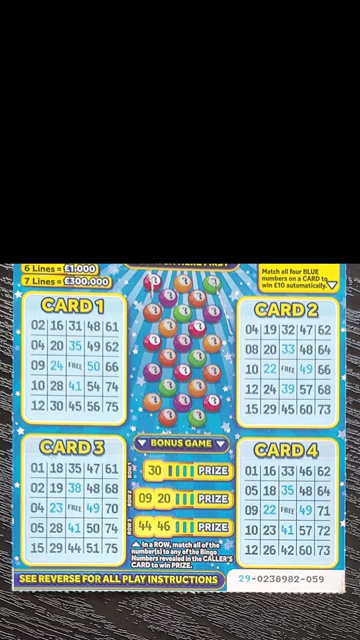 6 Lines = £1,000
7 Lines = £300,000
Match all four BLUE
numbers on a CARD to
win £10 automatically.
CARD 1
02 16 31 48 61
04 20 35 49 62
09 24 FREE 50 66
10 28 41 54 74
12 30 45 56 75
CARD 2
04 19 32 47 62
08 20 33 48 64
10 22 FREE 49 66
12 24 39 57 68
15 29 45 60 73
CARD 3
01 18 35 47 61
02 19 38 48 68
04 23 FREE 49 70
05 28 41 50 74
15 29 44 51 75
BONUS GAME
ROW 1 30 PRIZE
ROW 2 09 20 PRIZE
ROW 3 44 46 PRIZE
In a ROW, match all of the
number(s) to any of the Bingo
Numbers revealed in the CALLER'S
CARD to win PRIZE.
CARD 4
01 16 33 46 62
05 18 35 48 64
09 22 FREE 49 71
10 23 41 57 72
12 26 42 60 73
SEE REVERSE FOR ALL PLAY INSTRUCTIONS
29-0238982-059